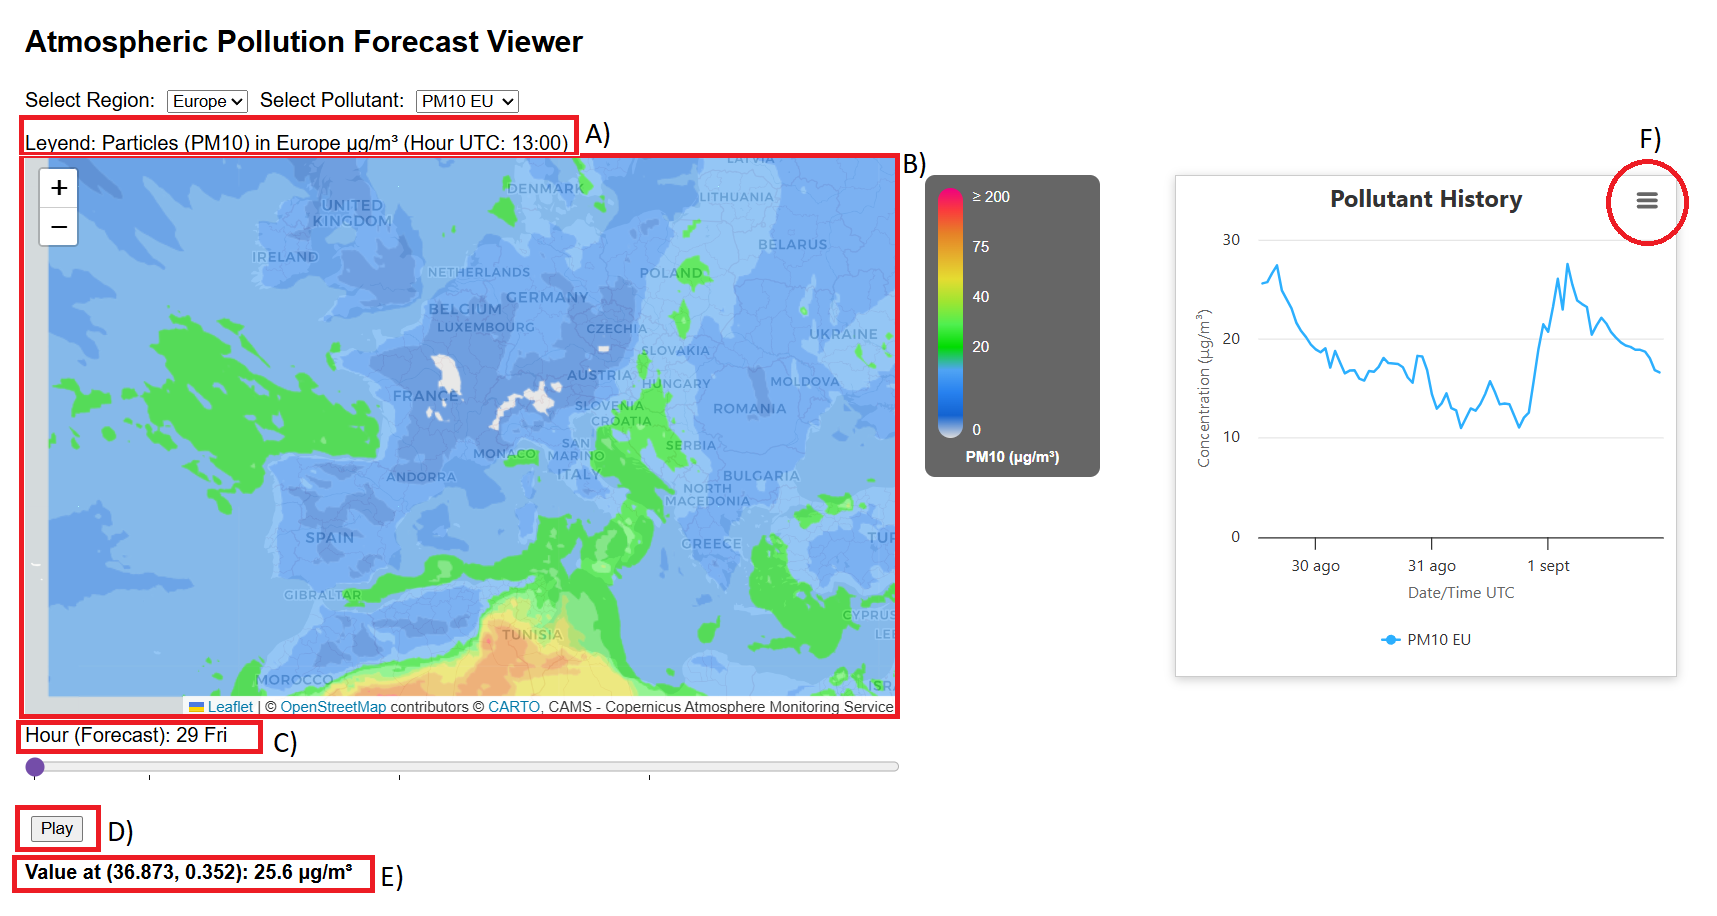 Atmospheric Pollution Forecast Viewer
Select Region: Europe Select Pollutant: PM10 EU
Leyend: Particles (PM10) in Europe µg/m³ (Hour UTC: 13:00)
A)
B)
+
−
LATVIA
DENMARK
LITHUANIA
UNITED
KINGDOM
BELARUS
IRELAND
NETHERLANDS
POLAND
GERMANY
BELGIUM
LUXEMBOURG
CZECHIA
UKRAINE
SLOVAKIA
AUSTRIA
HUNGARY
MOLDOVA
FRANCE
SLOVENIA
ROMANIA
CROATIA
SAN
MARINO
SERBIA
MONACO
ITALY
ANDORRA
BULGARIA
NORTH
MACEDONIA
SPAIN
GREECE
TUR
GIBRALTAR
CYPRUS
TUNISIA
LE
MOROCCO
ISR
Leaflet | © OpenStreetMap contributors © CARTO, CAMS - Copernicus Atmosphere Monitoring Service
≥ 200
75
40
20
0
PM10 (µg/m³)
F)
Pollutant History
30
20
10
0
Concentration (µg/m³)
30 ago
31 ago
1 sept
Date/Time UTC
PM10 EU
Hour (Forecast): 29 Fri
C)
Play
D)
Value at (36.873, 0.352): 25.6 µg/m³
E)